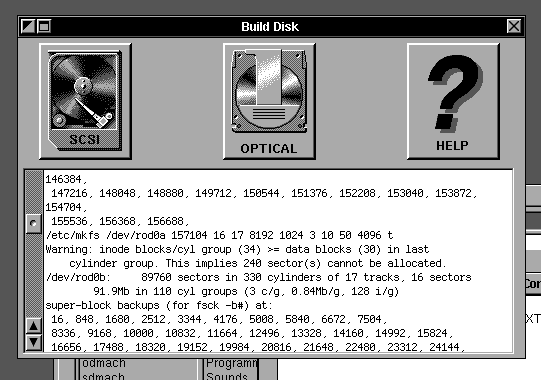 Build Disk
SCSI
OPTICAL
HELP
146384,
147216, 148048, 148880, 149712, 150544, 151376, 152208, 153040, 153872,
154704,
155536, 156368, 156688,
/etc/mkfs /dev/rod0a 157104 16 17 8192 1024 3 10 50 4096 t
Warning: inode blocks/cyl group (34) >= data blocks (30) in last
cylinder group. This implies 240 sector(s) cannot be allocated.
/dev/rod0b: 89760 sectors in 330 cylinders of 17 tracks, 16 sectors
91.9Mb in 110 cyl groups (3 c/g, 0.84Mb/g, 128 i/g)
super-block backups (for fsck -b#) at:
16, 848, 1680, 2512, 3344, 4176, 5008, 5840, 6672, 7504,
8336, 9168, 10000, 10832, 11664, 12496, 13328, 14160, 14992, 15824,
16656, 17488, 18320, 19152, 19984, 20816, 21648, 22480, 23312, 24144,
odmach
Programm
sdmach
Sounds
Con
XT